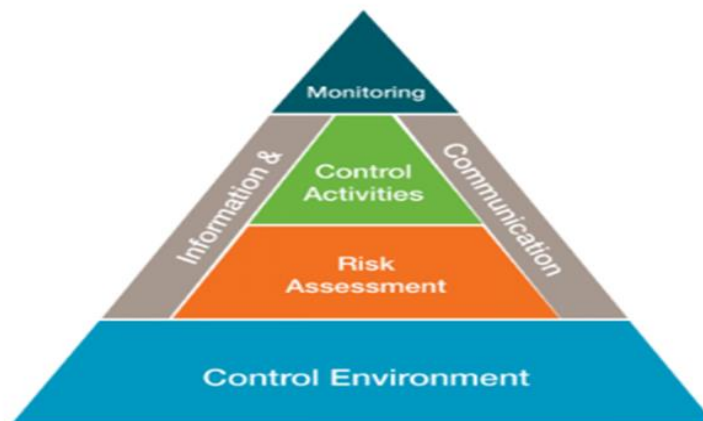 Monitoring
Information &
Communication
Control
Activities
Risk
Assessment
Control Environment